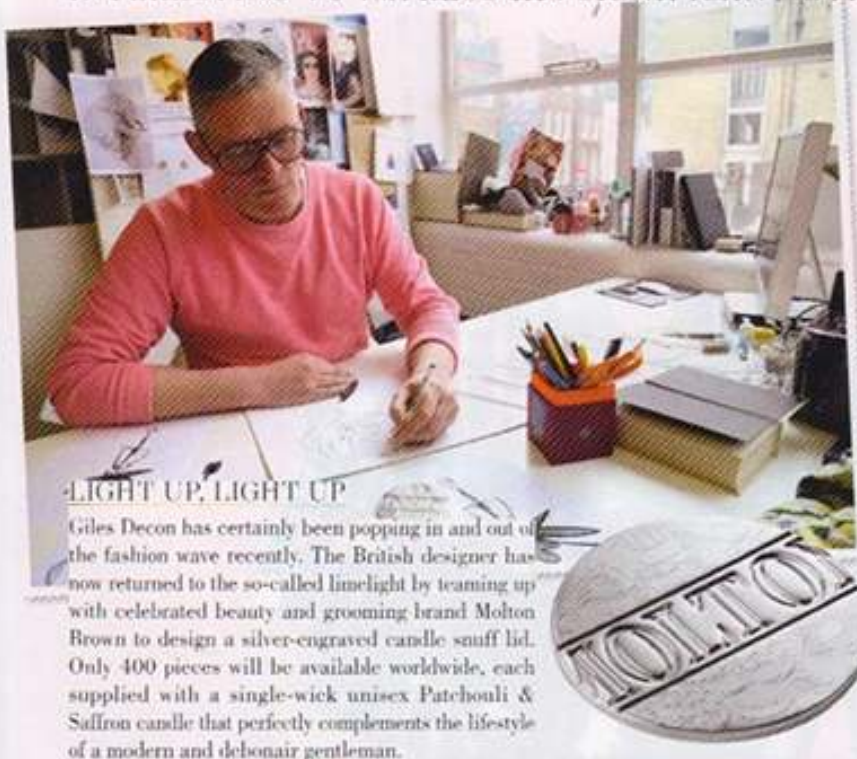 LIGHT UP, LIGHT UP
Giles Decon has certainly been popping in and out of
the fashion wave recently. The British designer has
now returned to the so-called limelight by teaming up
with celebrated beauty and grooming brand Molton
Brown to design a silver-engraved candle snuff lid.
Only 400 pieces will be available worldwide, each
supplied with a single-wick unisex Patchouli &
Saffron candle that perfectly complements the lifestyle
of a modern and debonair gentleman.
MOLTON